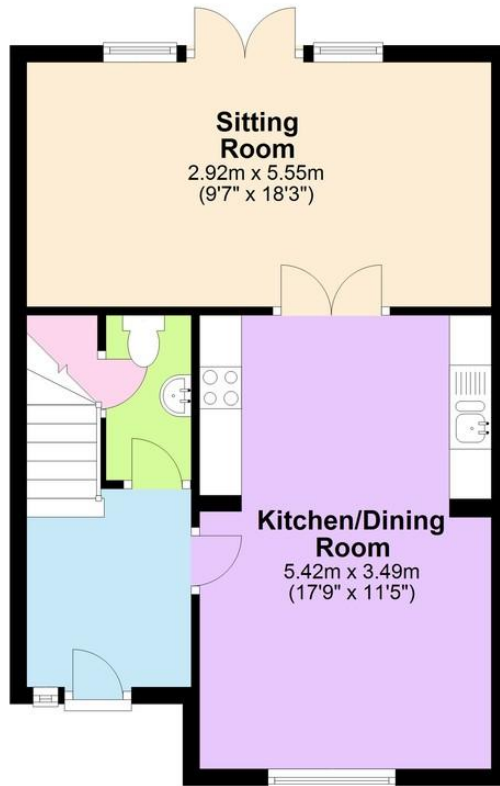 Sitting
Room
2.92m x 5.55m
(9'7" x 18'3")
Kitchen/Dining
Room
5.42m x 3.49m
(17'9" x 11'5")